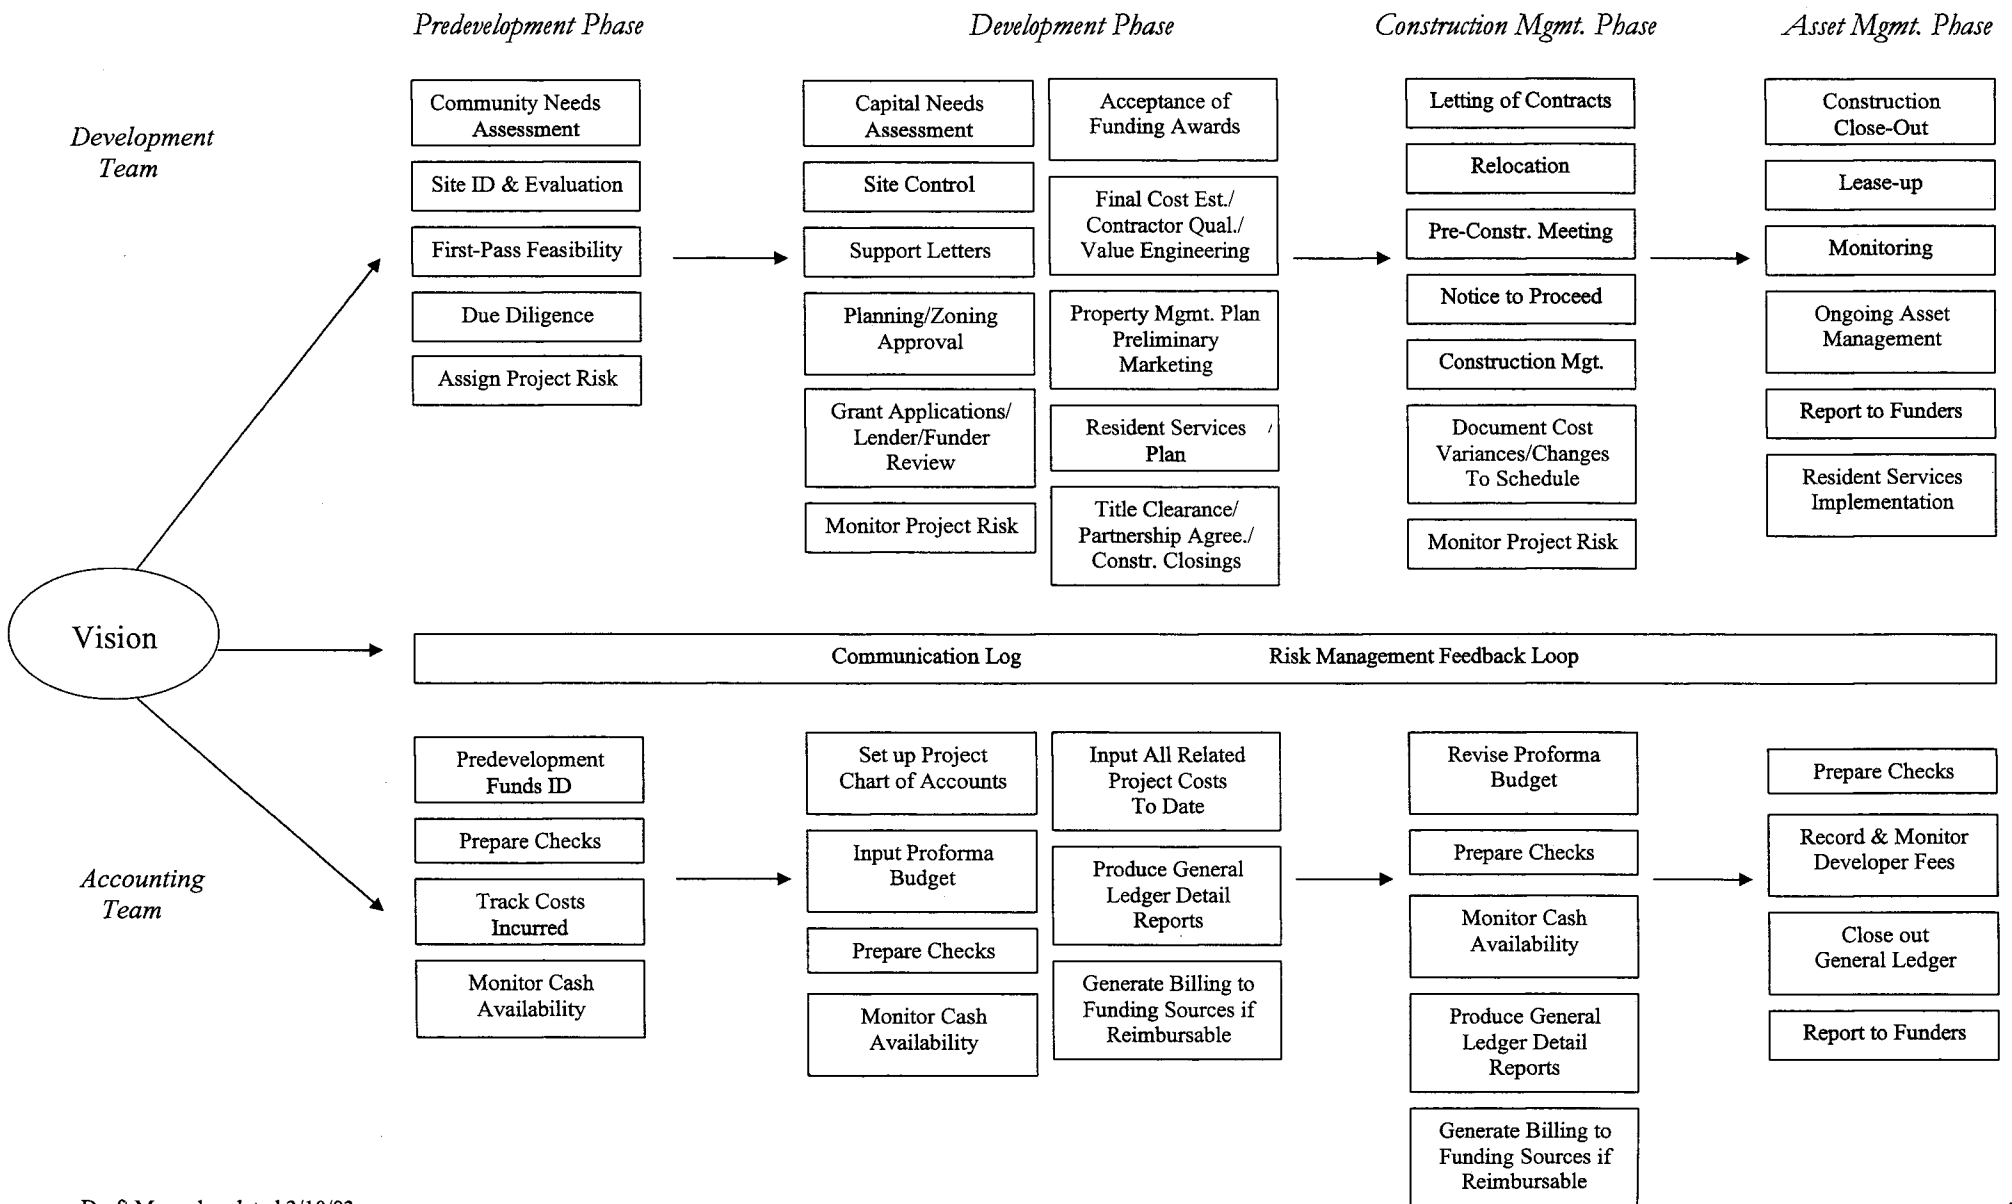 Predevelopment Phase
Development Phase
Construction Mgmt. Phase
Asset Mgmt. Phase
Development
Team
Community Needs
Assessment
Site ID & Evaluation
First-Pass Feasibility
Due Diligence
Assign Project Risk
Capital Needs
Assessment
Site Control
Support Letters
Planning/Zoning
Approval
Grant Applications/
Lender/Funder
Review
Monitor Project Risk
Acceptance of
Funding Awards
Final Cost Est./
Contractor Qual./
Value Engineering
Property Mgmt. Plan
Preliminary
Marketing
Resident Services
Plan
Title Clearance/
Partnership Agree./
Constr. Closings
Letting of Contracts
Relocation
Pre-Constr. Meeting
Notice to Proceed
Construction Mgt.
Document Cost
Variances/Changes
To Schedule
Monitor Project Risk
Construction
Close-Out
Lease-up
Monitoring
Ongoing Asset
Management
Report to Funders
Resident Services
Implementation
Vision
Communication Log
Risk Management Feedback Loop
Accounting
Team
Predevelopment
Funds ID
Prepare Checks
Track Costs
Incurred
Monitor Cash
Availability
Set up Project
Chart of Accounts
Input Proforma
Budget
Prepare Checks
Monitor Cash
Availability
Input All Related
Project Costs
To Date
Produce General
Ledger Detail
Reports
Generate Billing to
Funding Sources if
Reimbursable
Revise Proforma
Budget
Prepare Checks
Monitor Cash
Availability
Produce General
Ledger Detail
Reports
Generate Billing to
Funding Sources if
Reimbursable
Prepare Checks
Record & Monitor
Developer Fees
Close out
General Ledger
Report to Funders